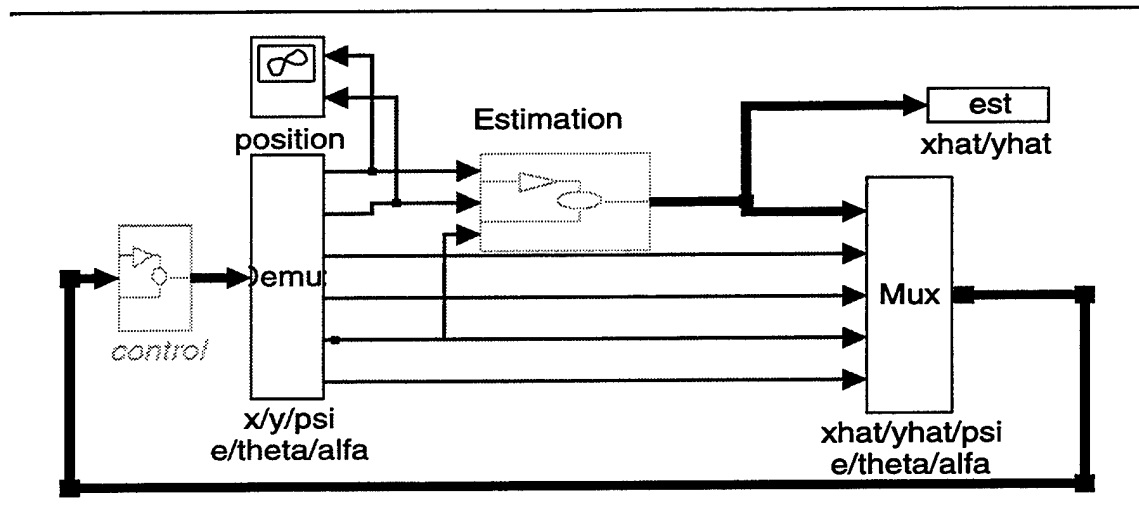 position
Estimation
est
xhat/yhat
control
Demux
Mux
x/y/psi
e/theta/alfa
xhat/yhat/psi
e/theta/alfa